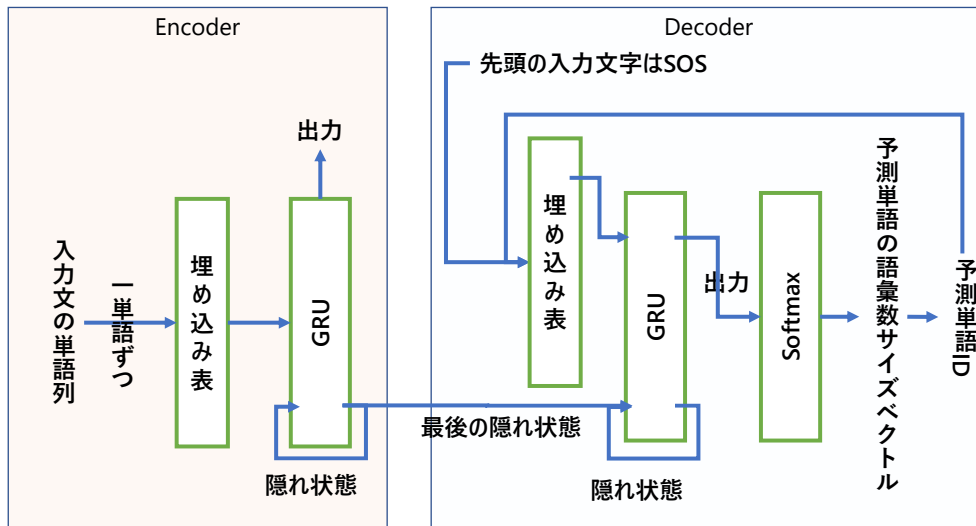 Encoder
出力
入力文の単語列
一単語ずつ
埋め込み表
GRU
隠れ状態
最後の隠れ状態
Decoder
先頭の入力文字はSOS
埋め込み表
GRU
隠れ状態
出力
Softmax
予測単語の語彙数サイズベクトル
予測単語ID